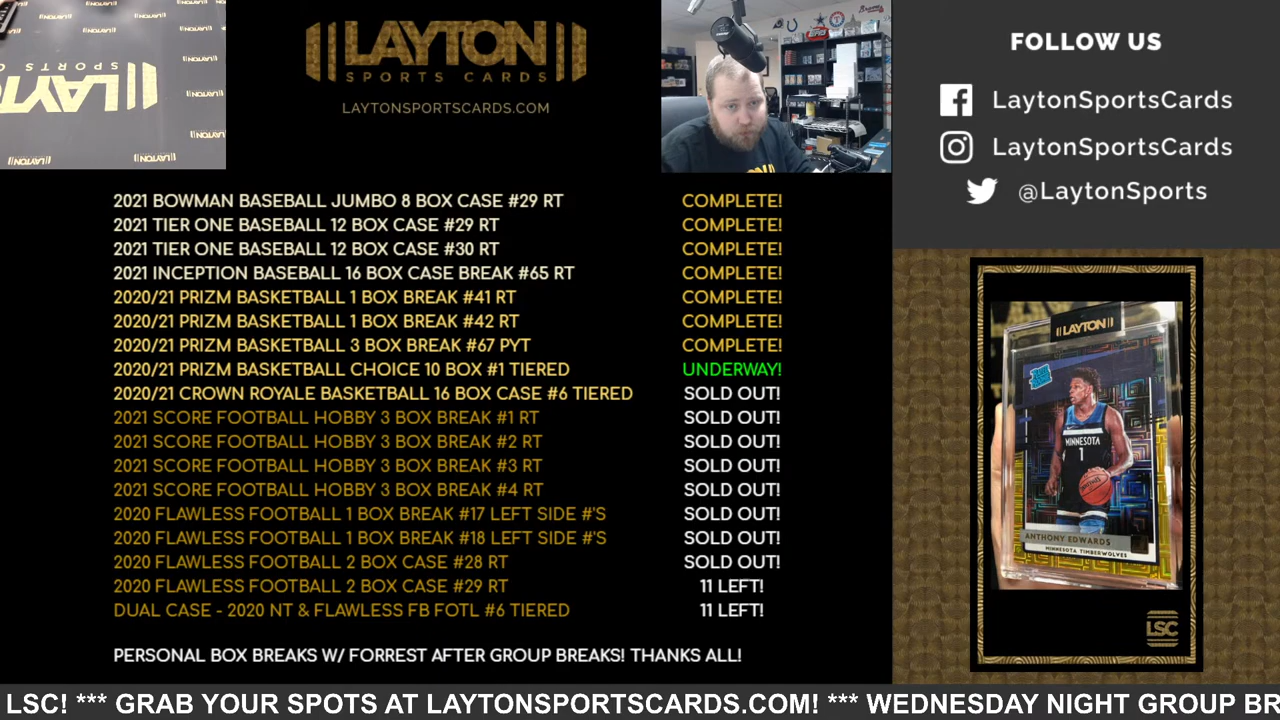 LAYTON
SPORTS CARDS
LAYTONSPORTSCARDS.COM
FOLLOW US
LaytonSportsCards
LaytonSportsCards
@LaytonSports
2021 BOWMAN BASEBALL JUMBO 8 BOX CASE #29 RT COMPLETE!
2021 TIER ONE BASEBALL 12 BOX CASE #29 RT COMPLETE!
2021 TIER ONE BASEBALL 12 BOX CASE #30 RT COMPLETE!
2021 INCEPTION BASEBALL 16 BOX CASE BREAK #65 RT COMPLETE!
2020/21 PRIZM BASKETBALL 1 BOX BREAK #41 RT COMPLETE!
2020/21 PRIZM BASKETBALL 1 BOX BREAK #42 RT COMPLETE!
2020/21 PRIZM BASKETBALL 3 BOX BREAK #67 PYT COMPLETE!
2020/21 PRIZM BASKETBALL CHOICE 10 BOX #1 TIERED UNDERWAY!
2020/21 CROWN ROYALE BASKETBALL 16 BOX CASE #6 TIERED SOLD OUT!
2021 SCORE FOOTBALL HOBBY 3 BOX BREAK #1 RT SOLD OUT!
2021 SCORE FOOTBALL HOBBY 3 BOX BREAK #2 RT SOLD OUT!
2021 SCORE FOOTBALL HOBBY 3 BOX BREAK #3 RT SOLD OUT!
2021 SCORE FOOTBALL HOBBY 3 BOX BREAK #4 RT SOLD OUT!
2020 FLAWLESS FOOTBALL 1 BOX BREAK #17 LEFT SIDE #'S SOLD OUT!
2020 FLAWLESS FOOTBALL 1 BOX BREAK #18 LEFT SIDE #'S SOLD OUT!
2020 FLAWLESS FOOTBALL 2 BOX CASE #28 RT SOLD OUT!
2020 FLAWLESS FOOTBALL 2 BOX CASE #29 RT 11 LEFT!
DUAL CASE - 2020 NT & FLAWLESS FB FOTL #6 TIERED 11 LEFT!
PERSONAL BOX BREAKS W/ FORREST AFTER GROUP BREAKS! THANKS ALL!
LAYTON
MINNESOTA
1
ANTHONY EDWARDS
MINNESOTA TIMBERWOLVES
LSC
LSC! *** GRAB YOUR SPOTS AT LAYTONSPORTSCARDS.COM! *** WEDNESDAY NIGHT GROUP BR